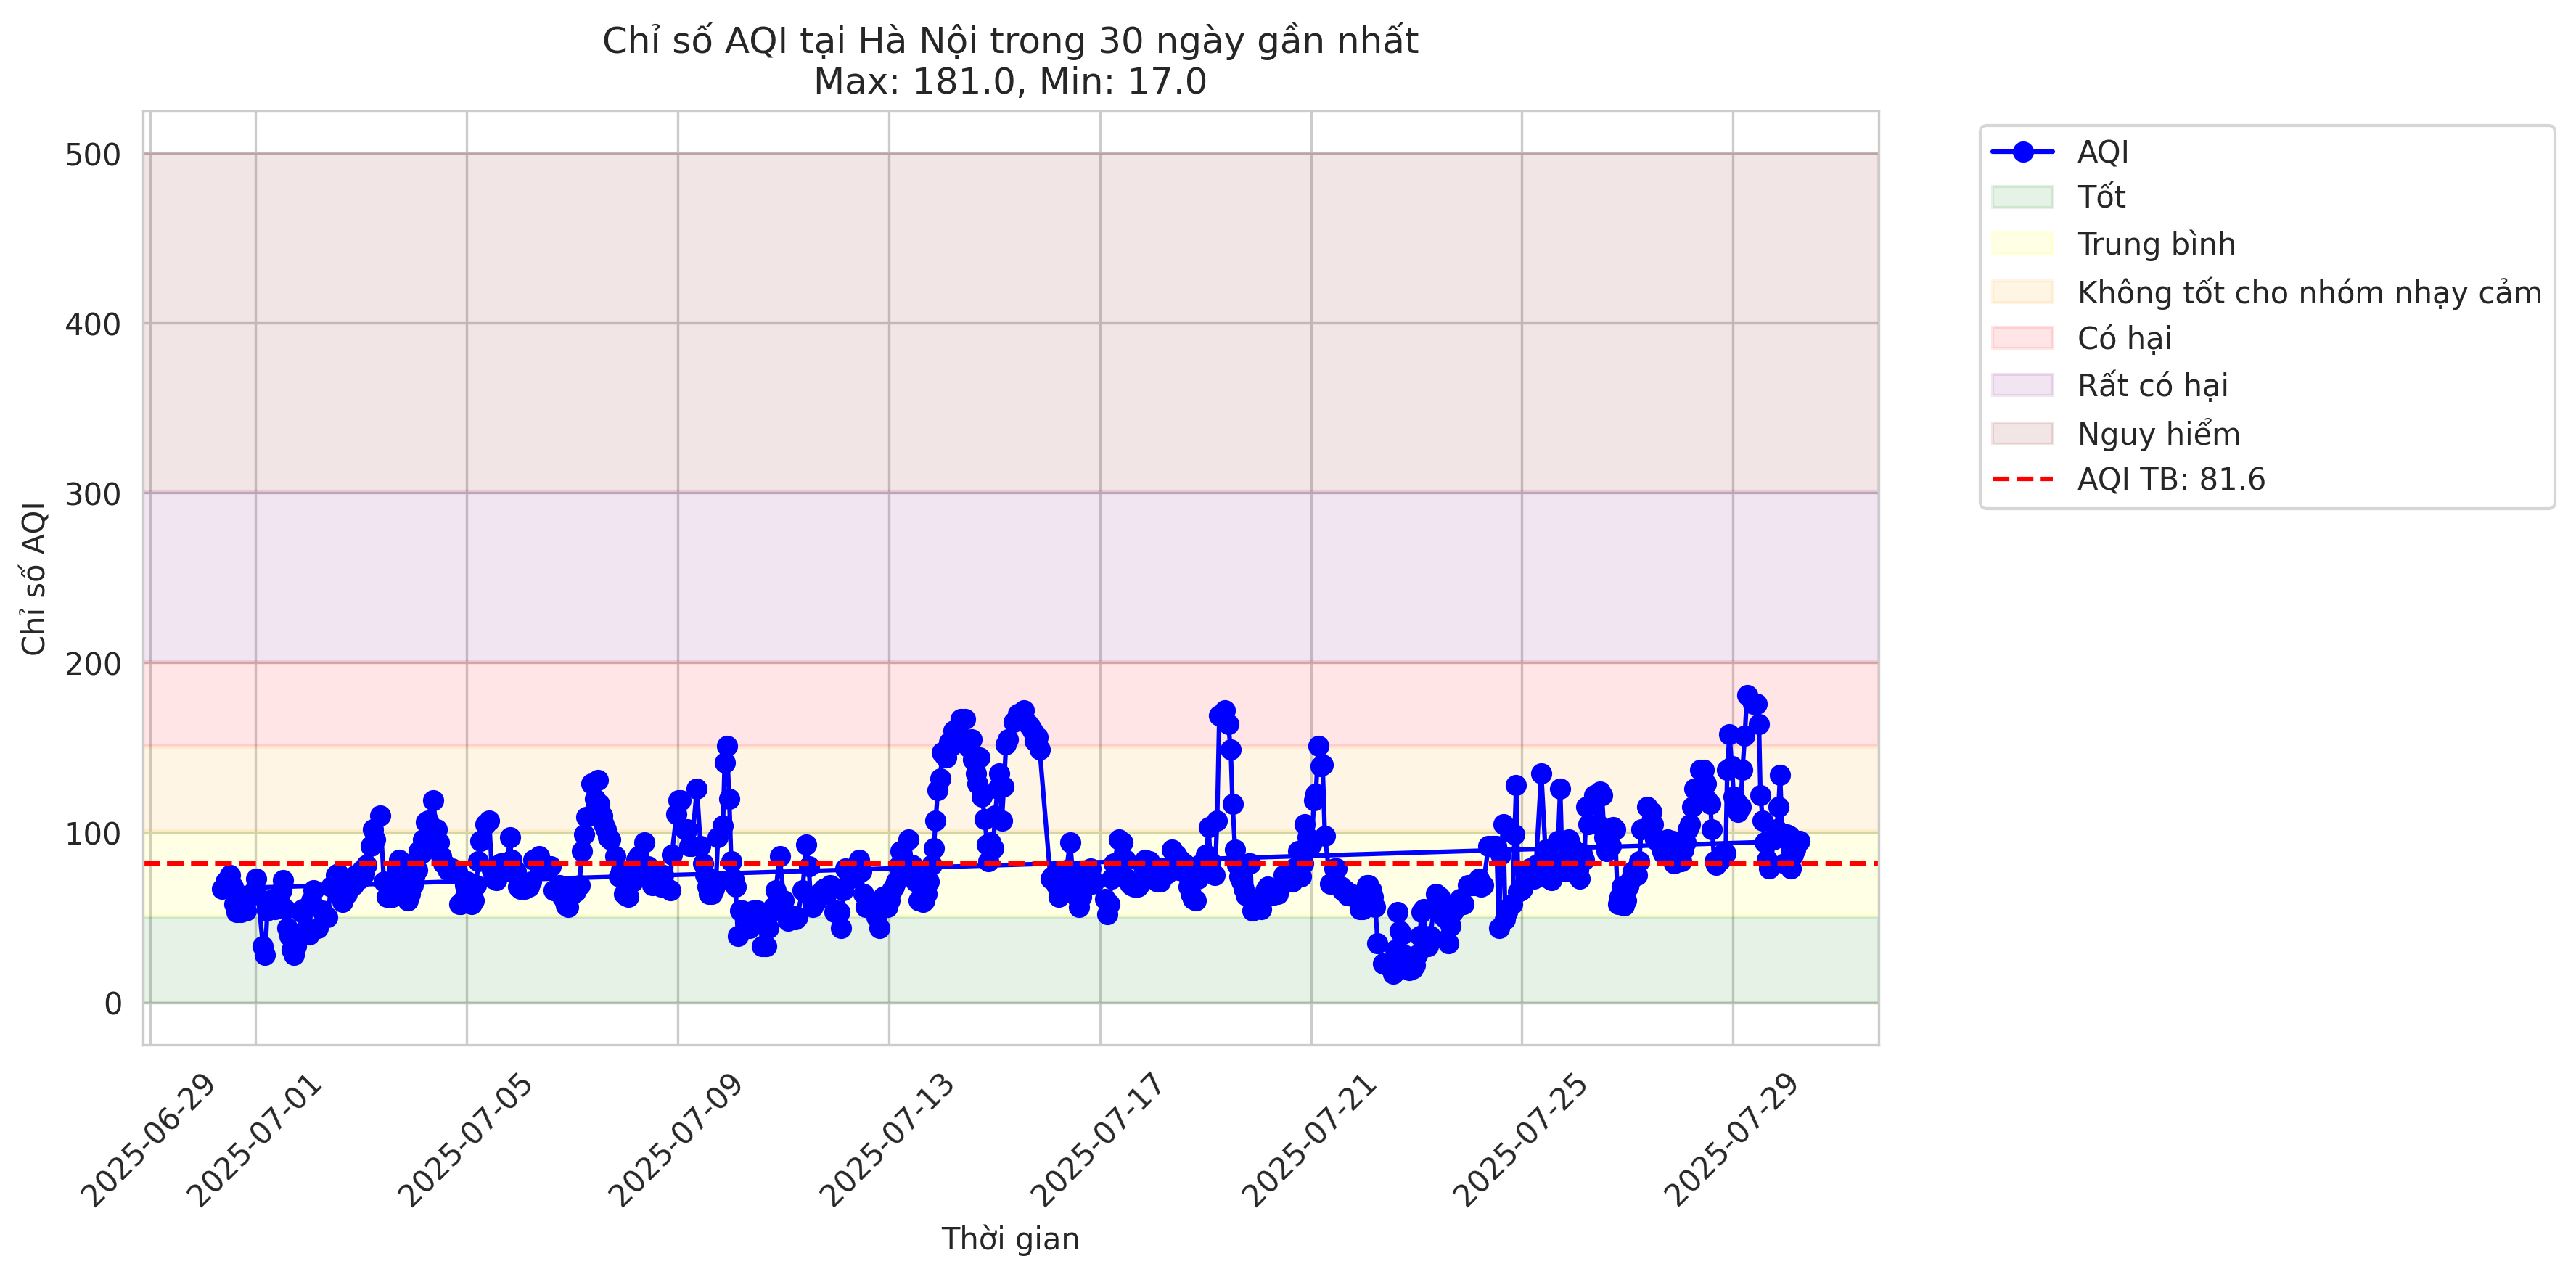 Chỉ số AQI tại Hà Nội trong 30 ngày gần nhất
Max: 181.0, Min: 17.0
Chỉ số AQI
500
400
300
200
100
0
2025-06-29
2025-07-01
2025-07-05
2025-07-09
2025-07-13
2025-07-17
2025-07-21
2025-07-25
2025-07-29
Thời gian
AQI
Tốt
Trung bình
Không tốt cho nhóm nhạy cảm
Có hại
Rất có hại
Nguy hiểm
AQI TB: 81.6